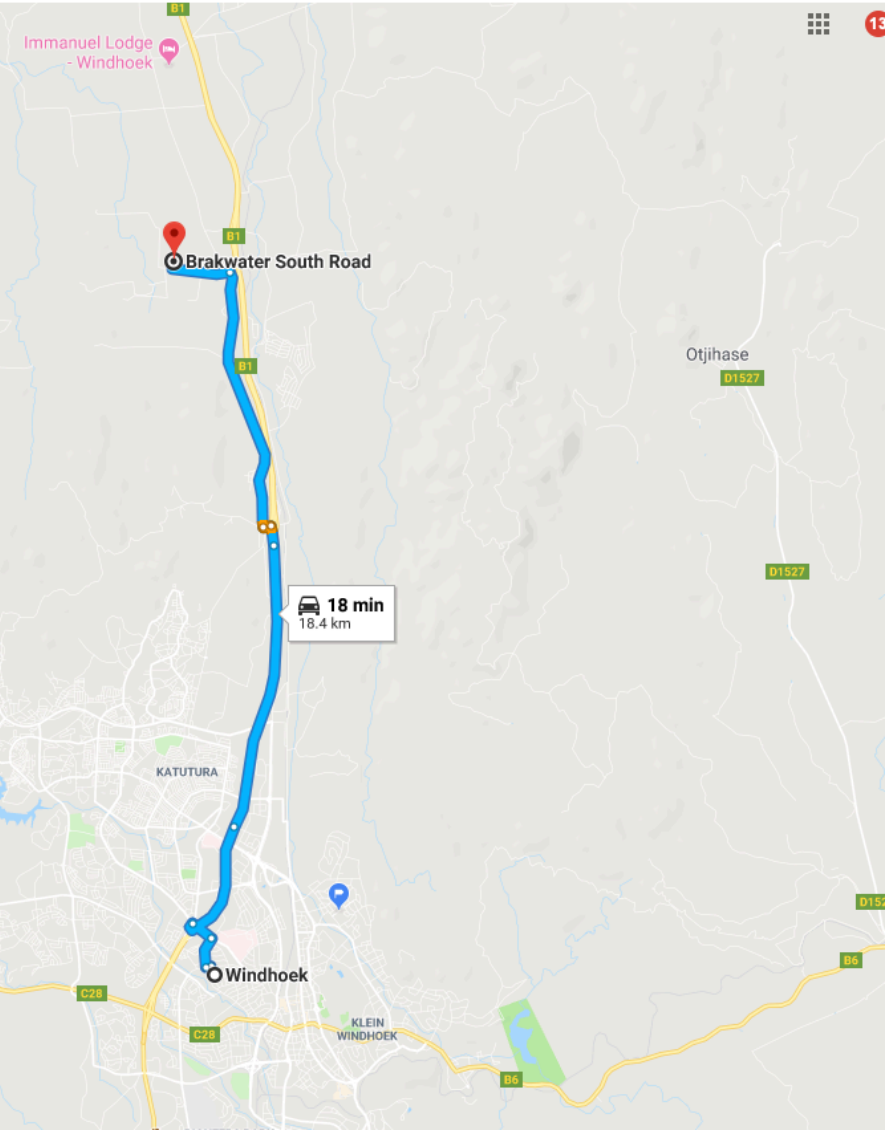 B1
13
Immanuel Lodge
- Windhoek
B1
Brakwater South Road
Otjihase
B1
D1527
D1527
18 min
18.4 km
KATUTURA
P
D152
B6
Windhoek
C28
KLEIN
WINDHOEK
C28
B6